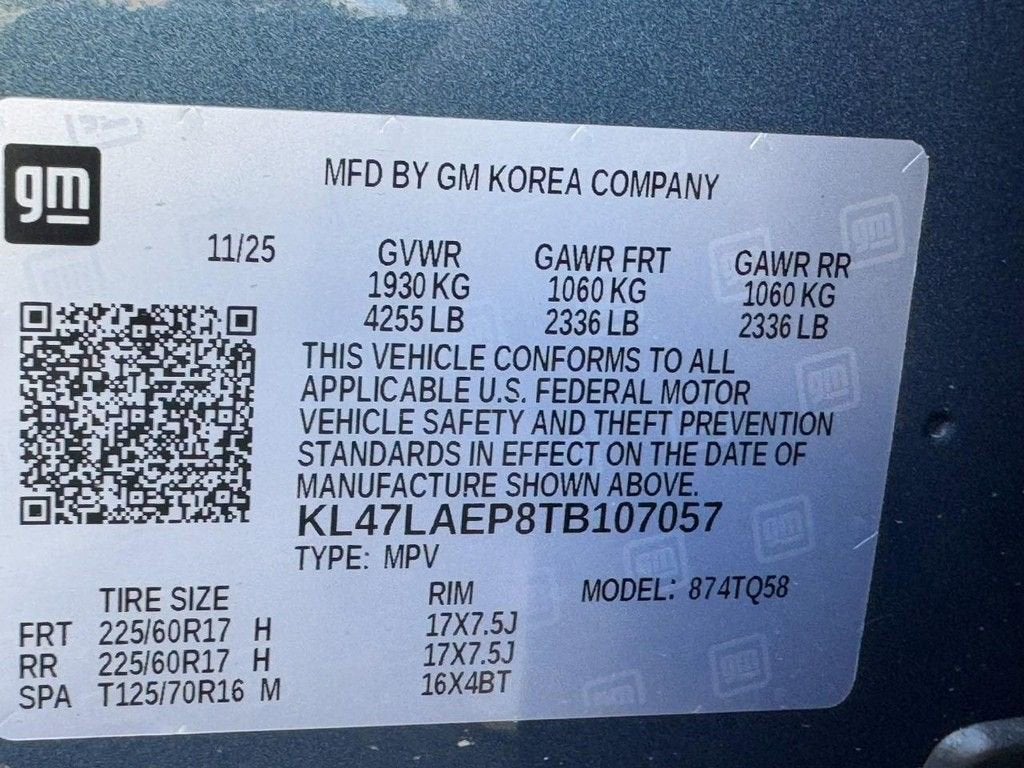 gm
MFD BY GM KOREA COMPANY
11/25 GVWR GAWR FRT GAWR RR
1930 KG 1060 KG 1060 KG
4255 LB 2336 LB 2336 LB
THIS VEHICLE CONFORMS TO ALL
APPLICABLE U.S. FEDERAL MOTOR
VEHICLE SAFETY AND THEFT PREVENTION
STANDARDS IN EFFECT ON THE DATE OF
MANUFACTURE SHOWN ABOVE.
KL47LAEP8TB107057
TYPE: MPV
TIRE SIZE RIM MODEL: 874TQ58
FRT 225/60R17 H 17X7.5J
RR 225/60R17 H 17X7.5J
SPA T125/70R16 M 16X4BT